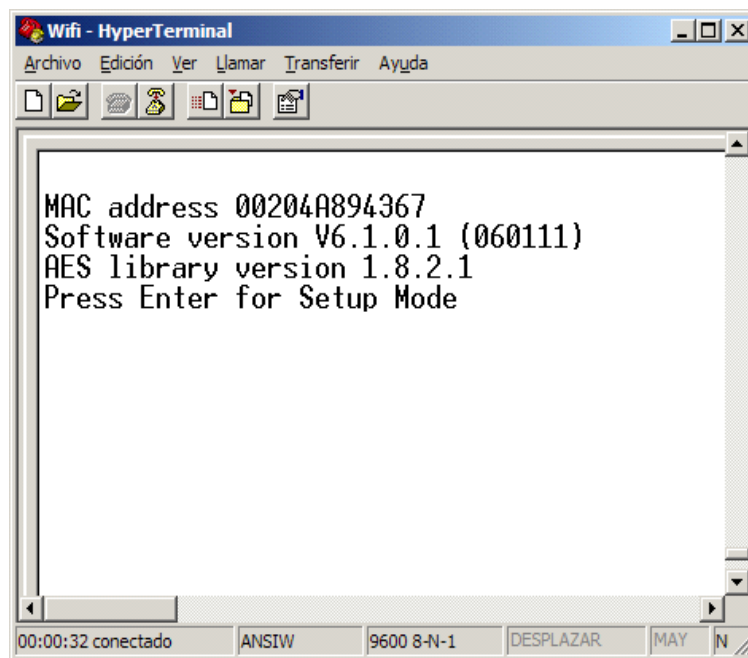 Wifi - HyperTerminal
Archivo Edición Ver Llamar Transferir Ayuda
MAC address 00204A894367
Software version V6.1.0.1 (060111)
AES library version 1.8.2.1
Press Enter for Setup Mode
00:00:32 conectado ANSIW 9600 8-N-1 DESPLAZAR MAY N